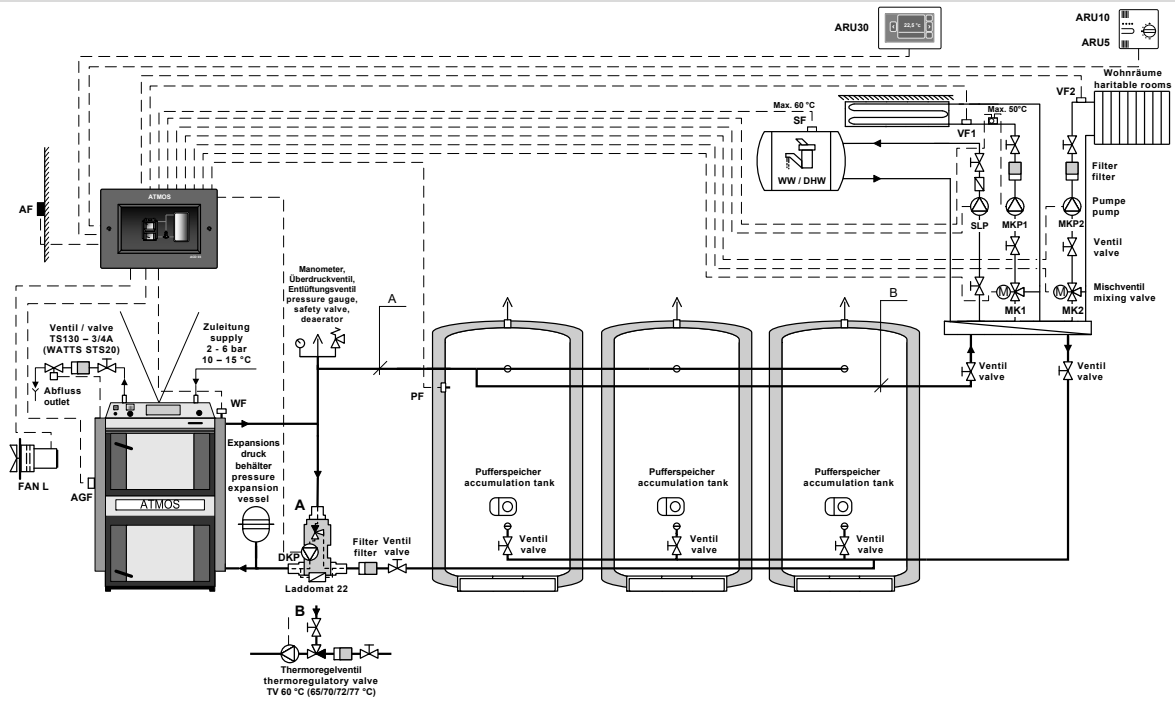 ARU30
22,5 °C
ARU10
ARU5
Wohnräume
haritable rooms
VF2
Max. 60 °C
SF
Max. 50°C
VF1
WW / DHW
Filter
filter
Pumpe
pump
SLP
MKP1
MKP2
Ventil
valve
Mischventil
mixing valve
M
M
MK1
MK2
Ventil
valve
Ventil
valve
AF
ATMOS
Manometer,
Überdruckventil,
Entlüftungsventil
pressure gauge,
safety valve,
deaerator
A
B
Ventil / valve
TS130 – 3/4A
(WATTS STS20)
Zuleitung
supply
2 - 6 bar
10 – 15 °C
Abfluss
outlet
WF
PF
FAN L
AGF
ATMOS
Expansions
druck
behälter
pressure
expansion
vessel
A
DKP
Laddomat 22
Filter
filter
Ventil
valve
Pufferspeicher
accumulation tank
Ventil
valve
Pufferspeicher
accumulation tank
Ventil
valve
Pufferspeicher
accumulation tank
Ventil
valve
B
Thermoregelventil
thermoregulatory valve
TV 60 °C (65/70/72/77 °C)